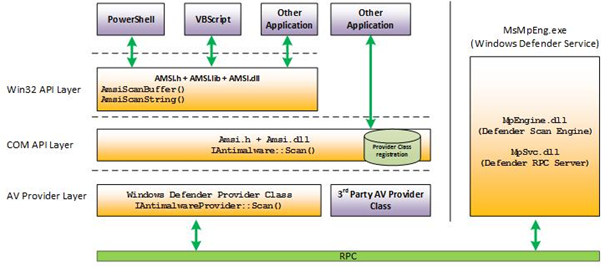 PowerShell
VBScript
Other
Application
Other
Application
MsMpEng.exe
(Windows Defender Service)
Win32 API Layer
AMSI.h + AMSI.lib + AMSI.dll
AmsiScanBuffer()
AmsiScanString()
COM API Layer
Amsi.h + Amsi.dll
IAntimalware::Scan()
Provider Class
registration
MpEngine.dll
(Defender Scan Engine)
MpSvc.dll
(Defender RPC Server)
AV Provider Layer
Windows Defender Provider Class
IAntimalwareProvider::Scan()
3rd Party AV Provider
Class
RPC